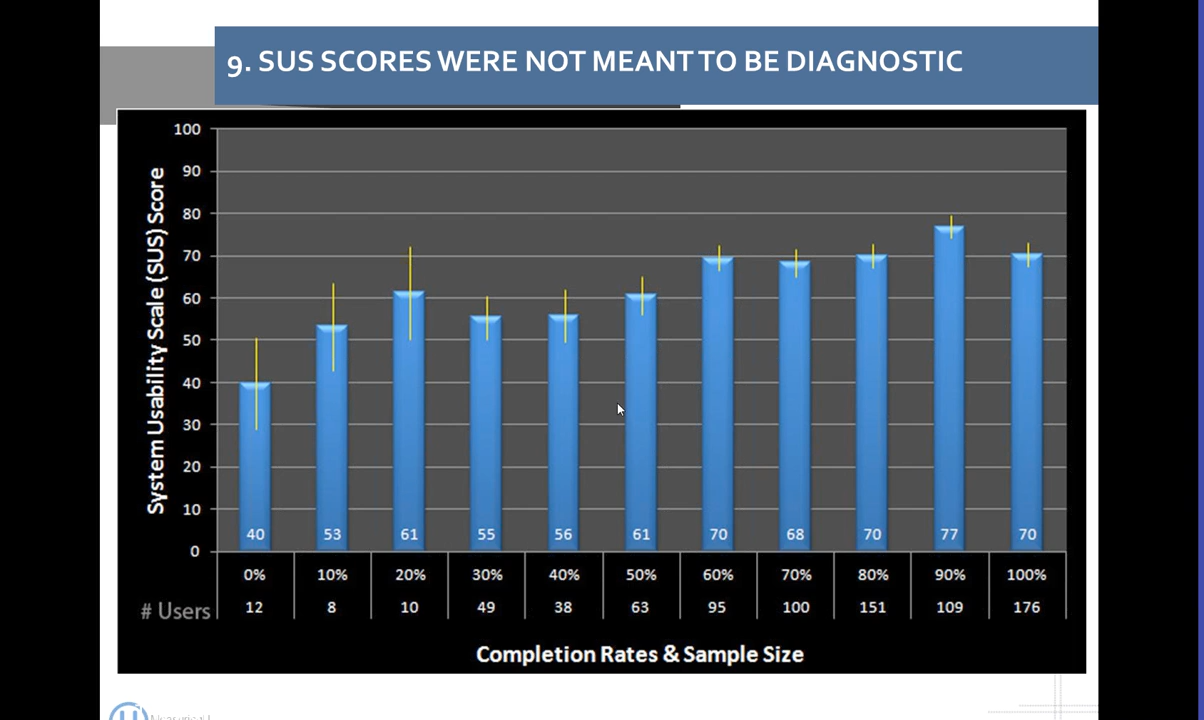 9. SUS SCORES WERE NOT MEANT TO BE DIAGNOSTIC
System Usability Scale (SUS) Score
100
90
80
70
60
50
40
30
20
10
0
40 53 61 55 56 61 70 68 70 77 70
0% 10% 20% 30% 40% 50% 60% 70% 80% 90% 100%
# Users 12 8 10 49 38 63 95 100 151 109 176
Completion Rates & Sample Size